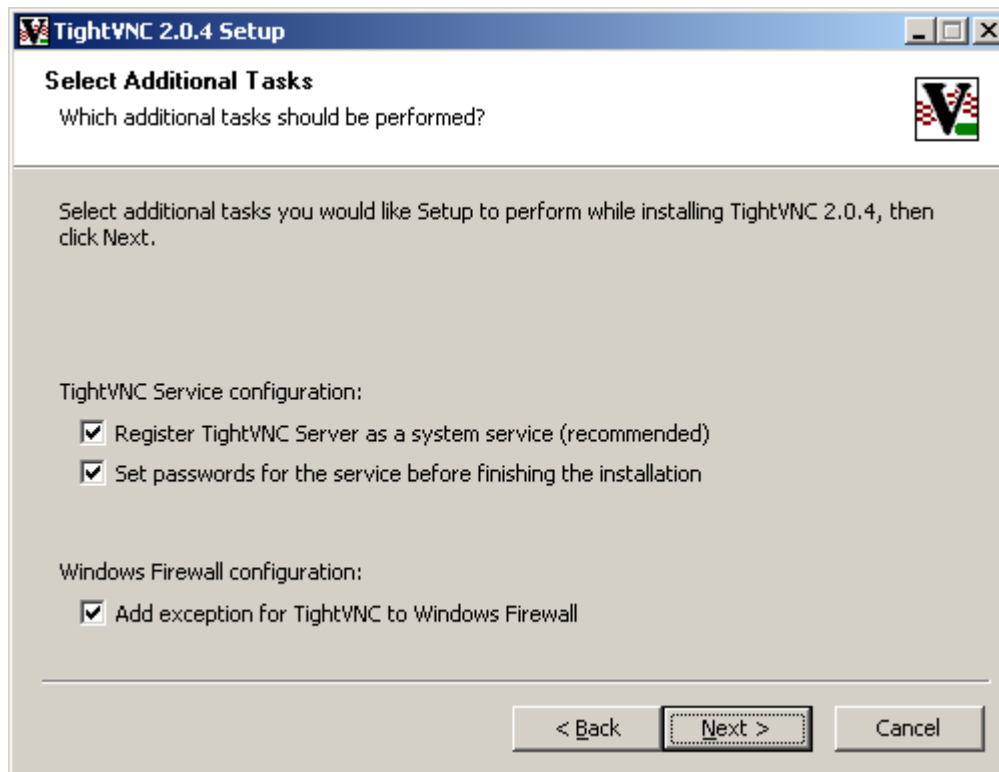 TightVNC 2.0.4 Setup
Select Additional Tasks
Which additional tasks should be performed?
Select additional tasks you would like Setup to perform while installing TightVNC 2.0.4, then
click Next.
TightVNC Service configuration:
Register TightVNC Server as a system service (recommended)
Set passwords for the service before finishing the installation
Windows Firewall configuration:
Add exception for TightVNC to Windows Firewall
< Back Next > Cancel